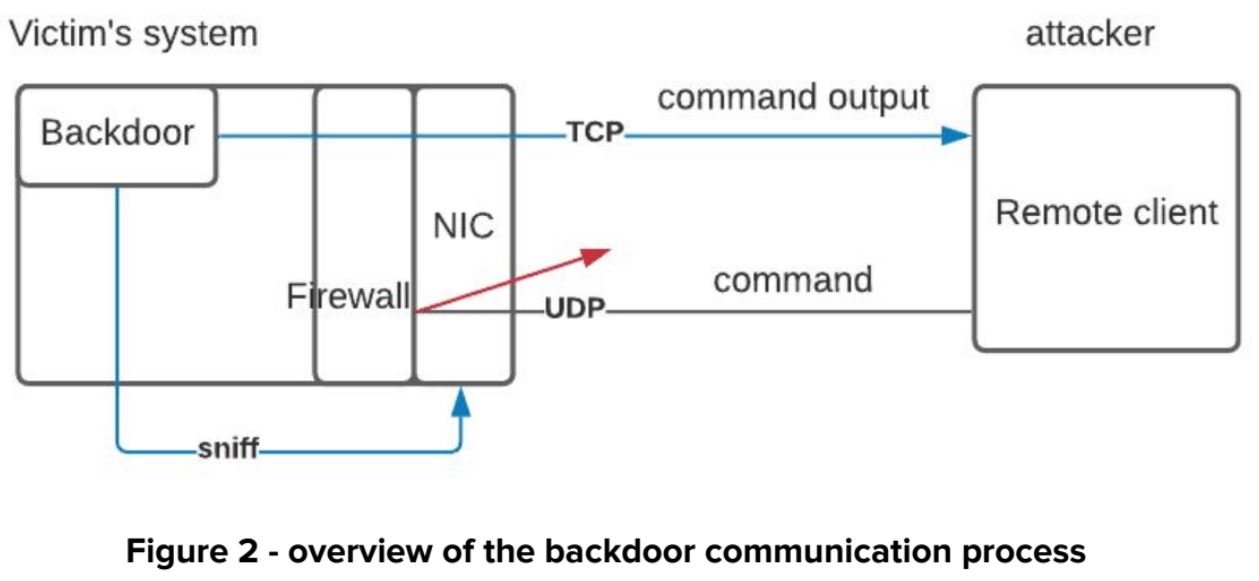 Victim's system
attacker
Backdoor
command output
TCP
NIC
Remote client
Firewall
command
UDP
sniff
Figure 2 - overview of the backdoor communication process